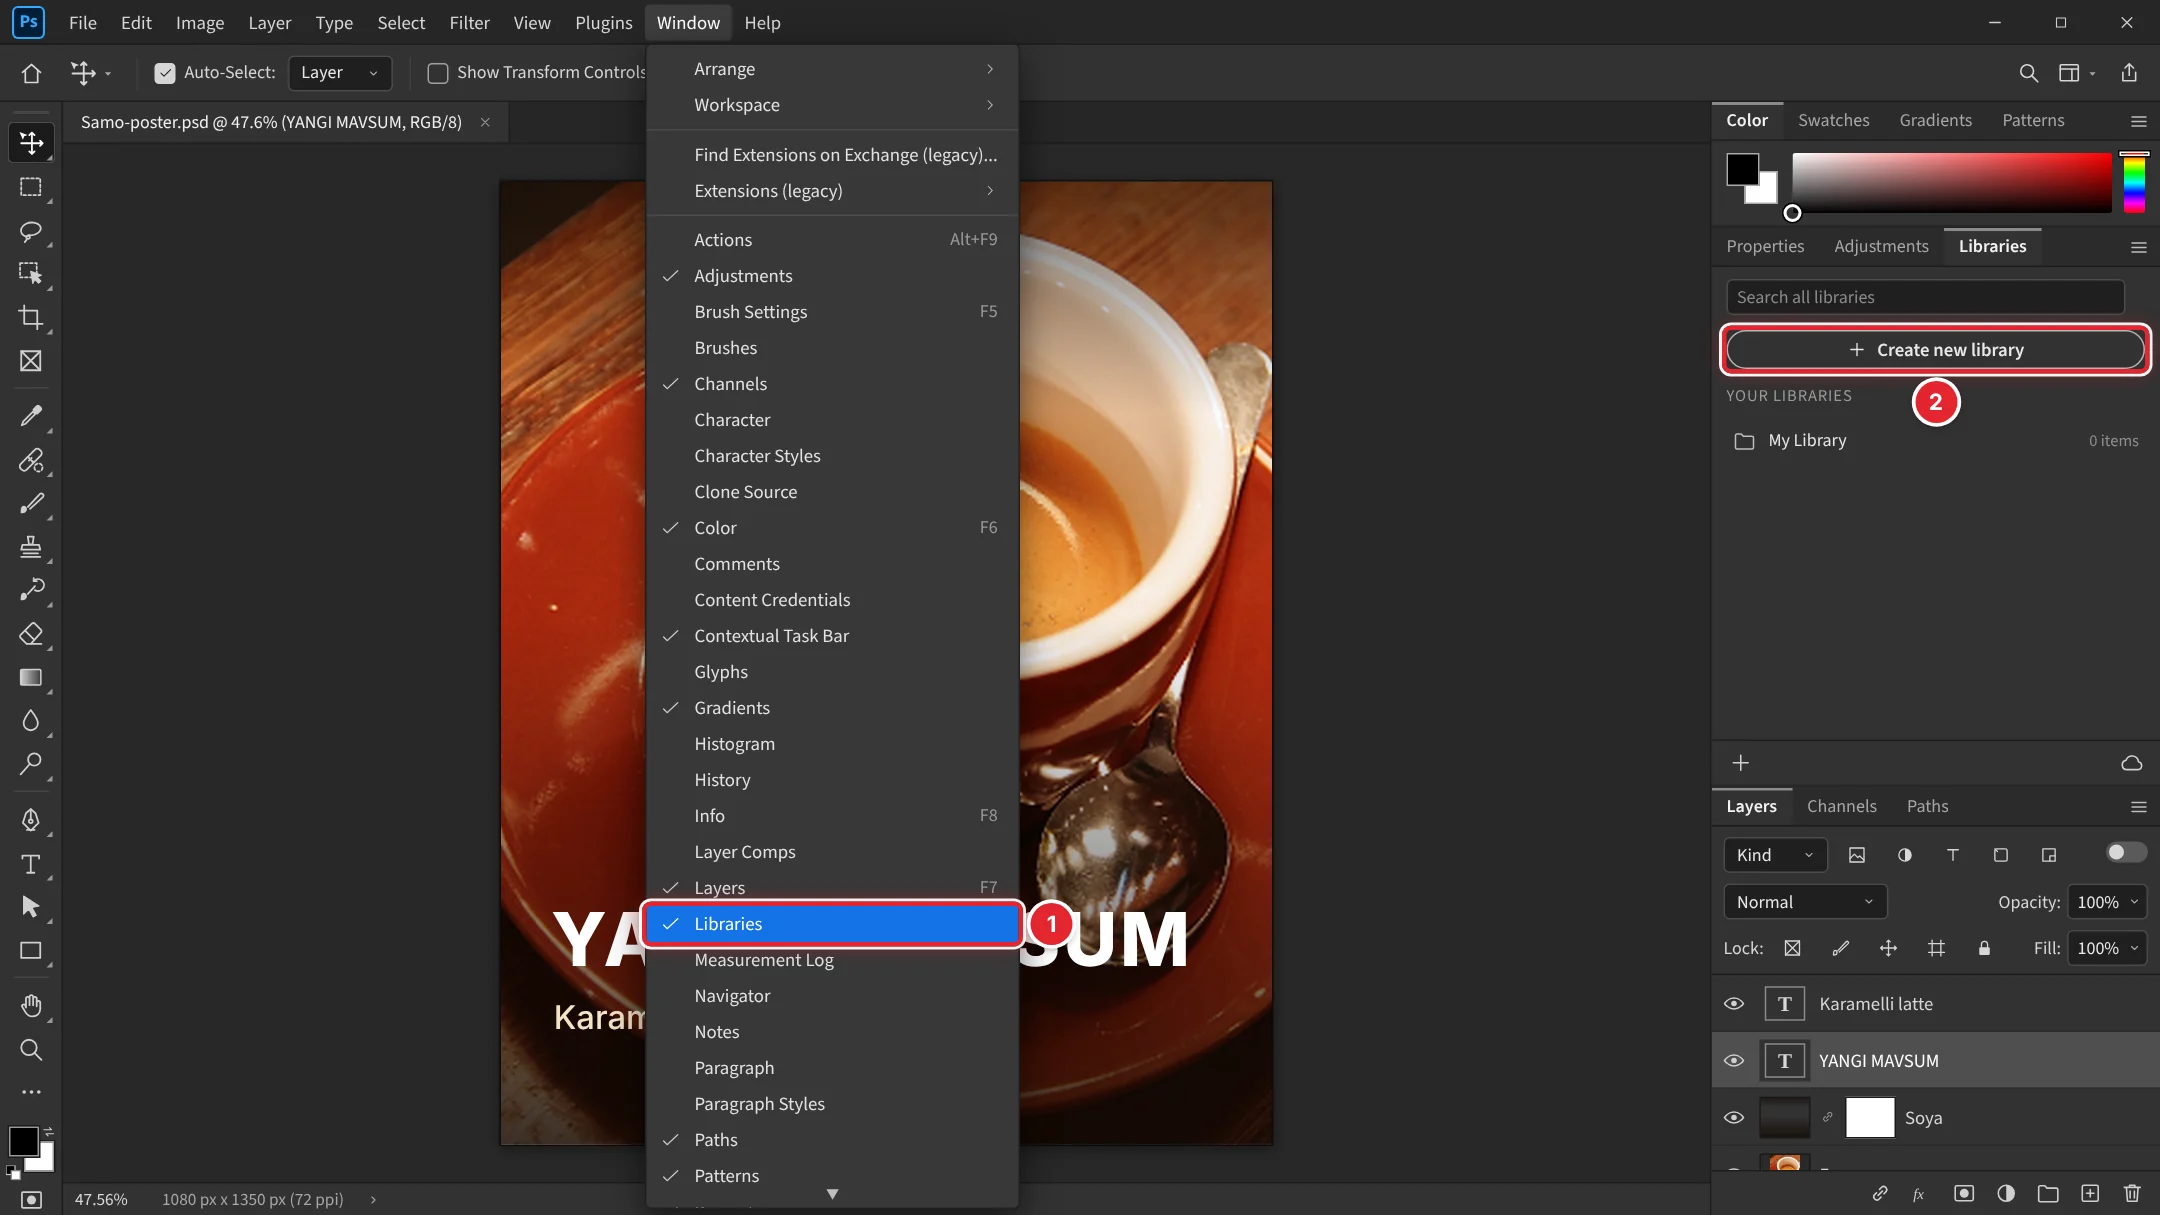 Ps File Edit Image Layer Type Select Filter View Plugins Window Help
Auto-Select: Layer Show Transform Controls
Samo-poster.psd @ 47.6% (YANGI MAVSUM, RGB/8)
Arrange
Workspace
Find Extensions on Exchange (legacy)...
Extensions (legacy)
Actions Alt+F9
Adjustments
Brush Settings F5
Brushes
Channels
Character
Character Styles
Clone Source
Color F6
Comments
Content Credentials
Contextual Task Bar
Glyphs
Gradients
Histogram
History
Info F8
Layer Comps
Layers F7
Libraries
1
Measurement Log
Navigator
Notes
Paragraph
Paragraph Styles
Paths
Patterns
YA SUM
Karam
Color Swatches Gradients Patterns
Properties Adjustments Libraries
Search all libraries
+ Create new library
2
YOUR LIBRARIES
My Library 0 items
Layers Channels Paths
Kind
Normal Opacity: 100%
Lock: Fill: 100%
T Karamelli latte
T YANGI MAVSUM
Soya
fx
47.56% 1080 px x 1350 px (72 ppi)